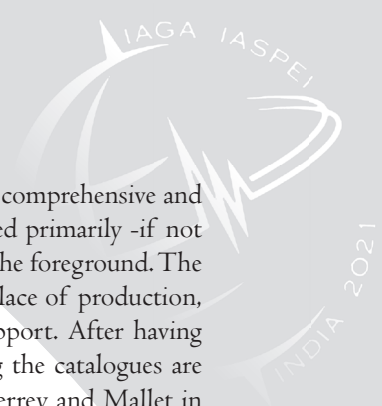 IAGA IASPEI
INDIA 2021
comprehensive and
ed primarily -if not
he foreground. The
lace of production,
pport. After having
g the catalogues are
errey and Mallet in